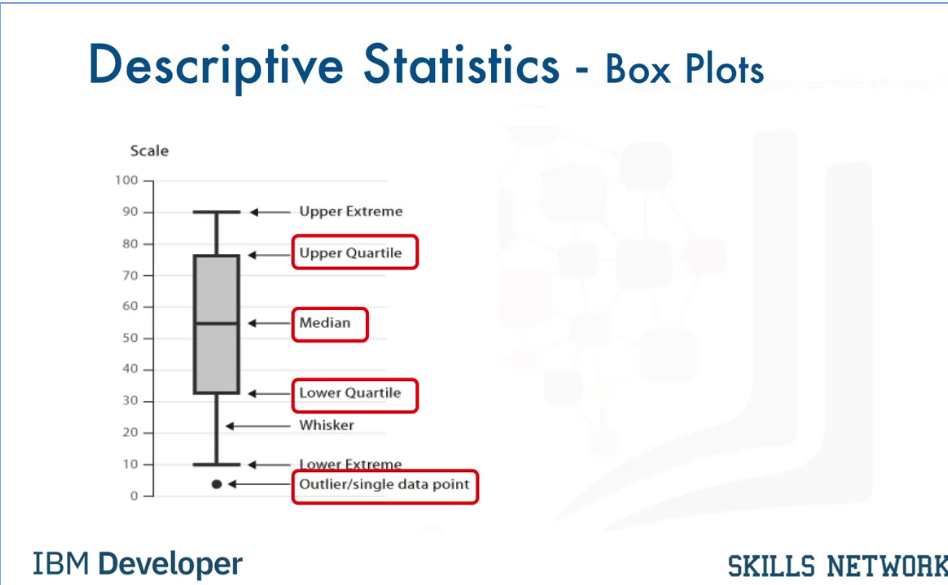 Descriptive Statistics - Box Plots
Scale
100
90
Upper Extreme
80
Upper Quartile
70
60
Median
50
40
Lower Quartile
30
Whisker
20
10
Lower Extreme
Outlier/single data point
0
IBM Developer
SKILLS NETWORK